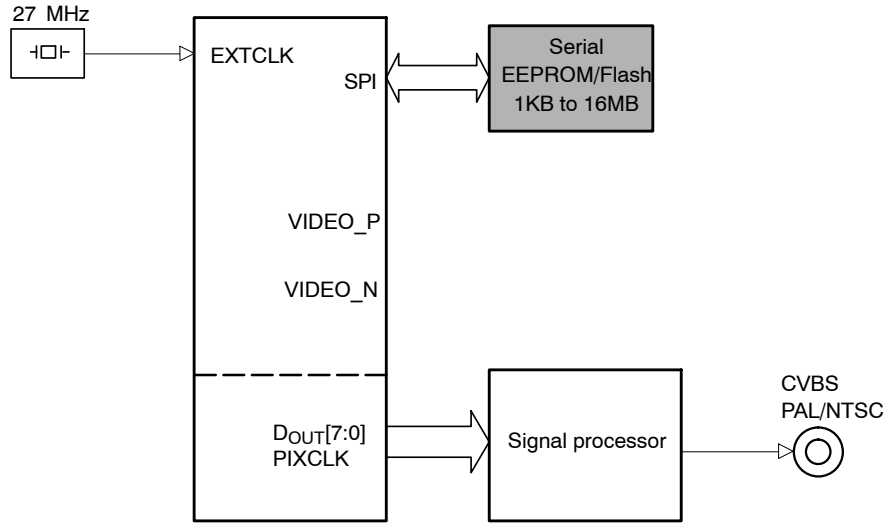 27 MHz
EXTCLK
SPI
Serial
EEPROM/Flash
1KB to 16MB
VIDEO_P
VIDEO_N
DOUT[7:0]
PIXCLK
Signal processor
CVBS
PAL/NTSC